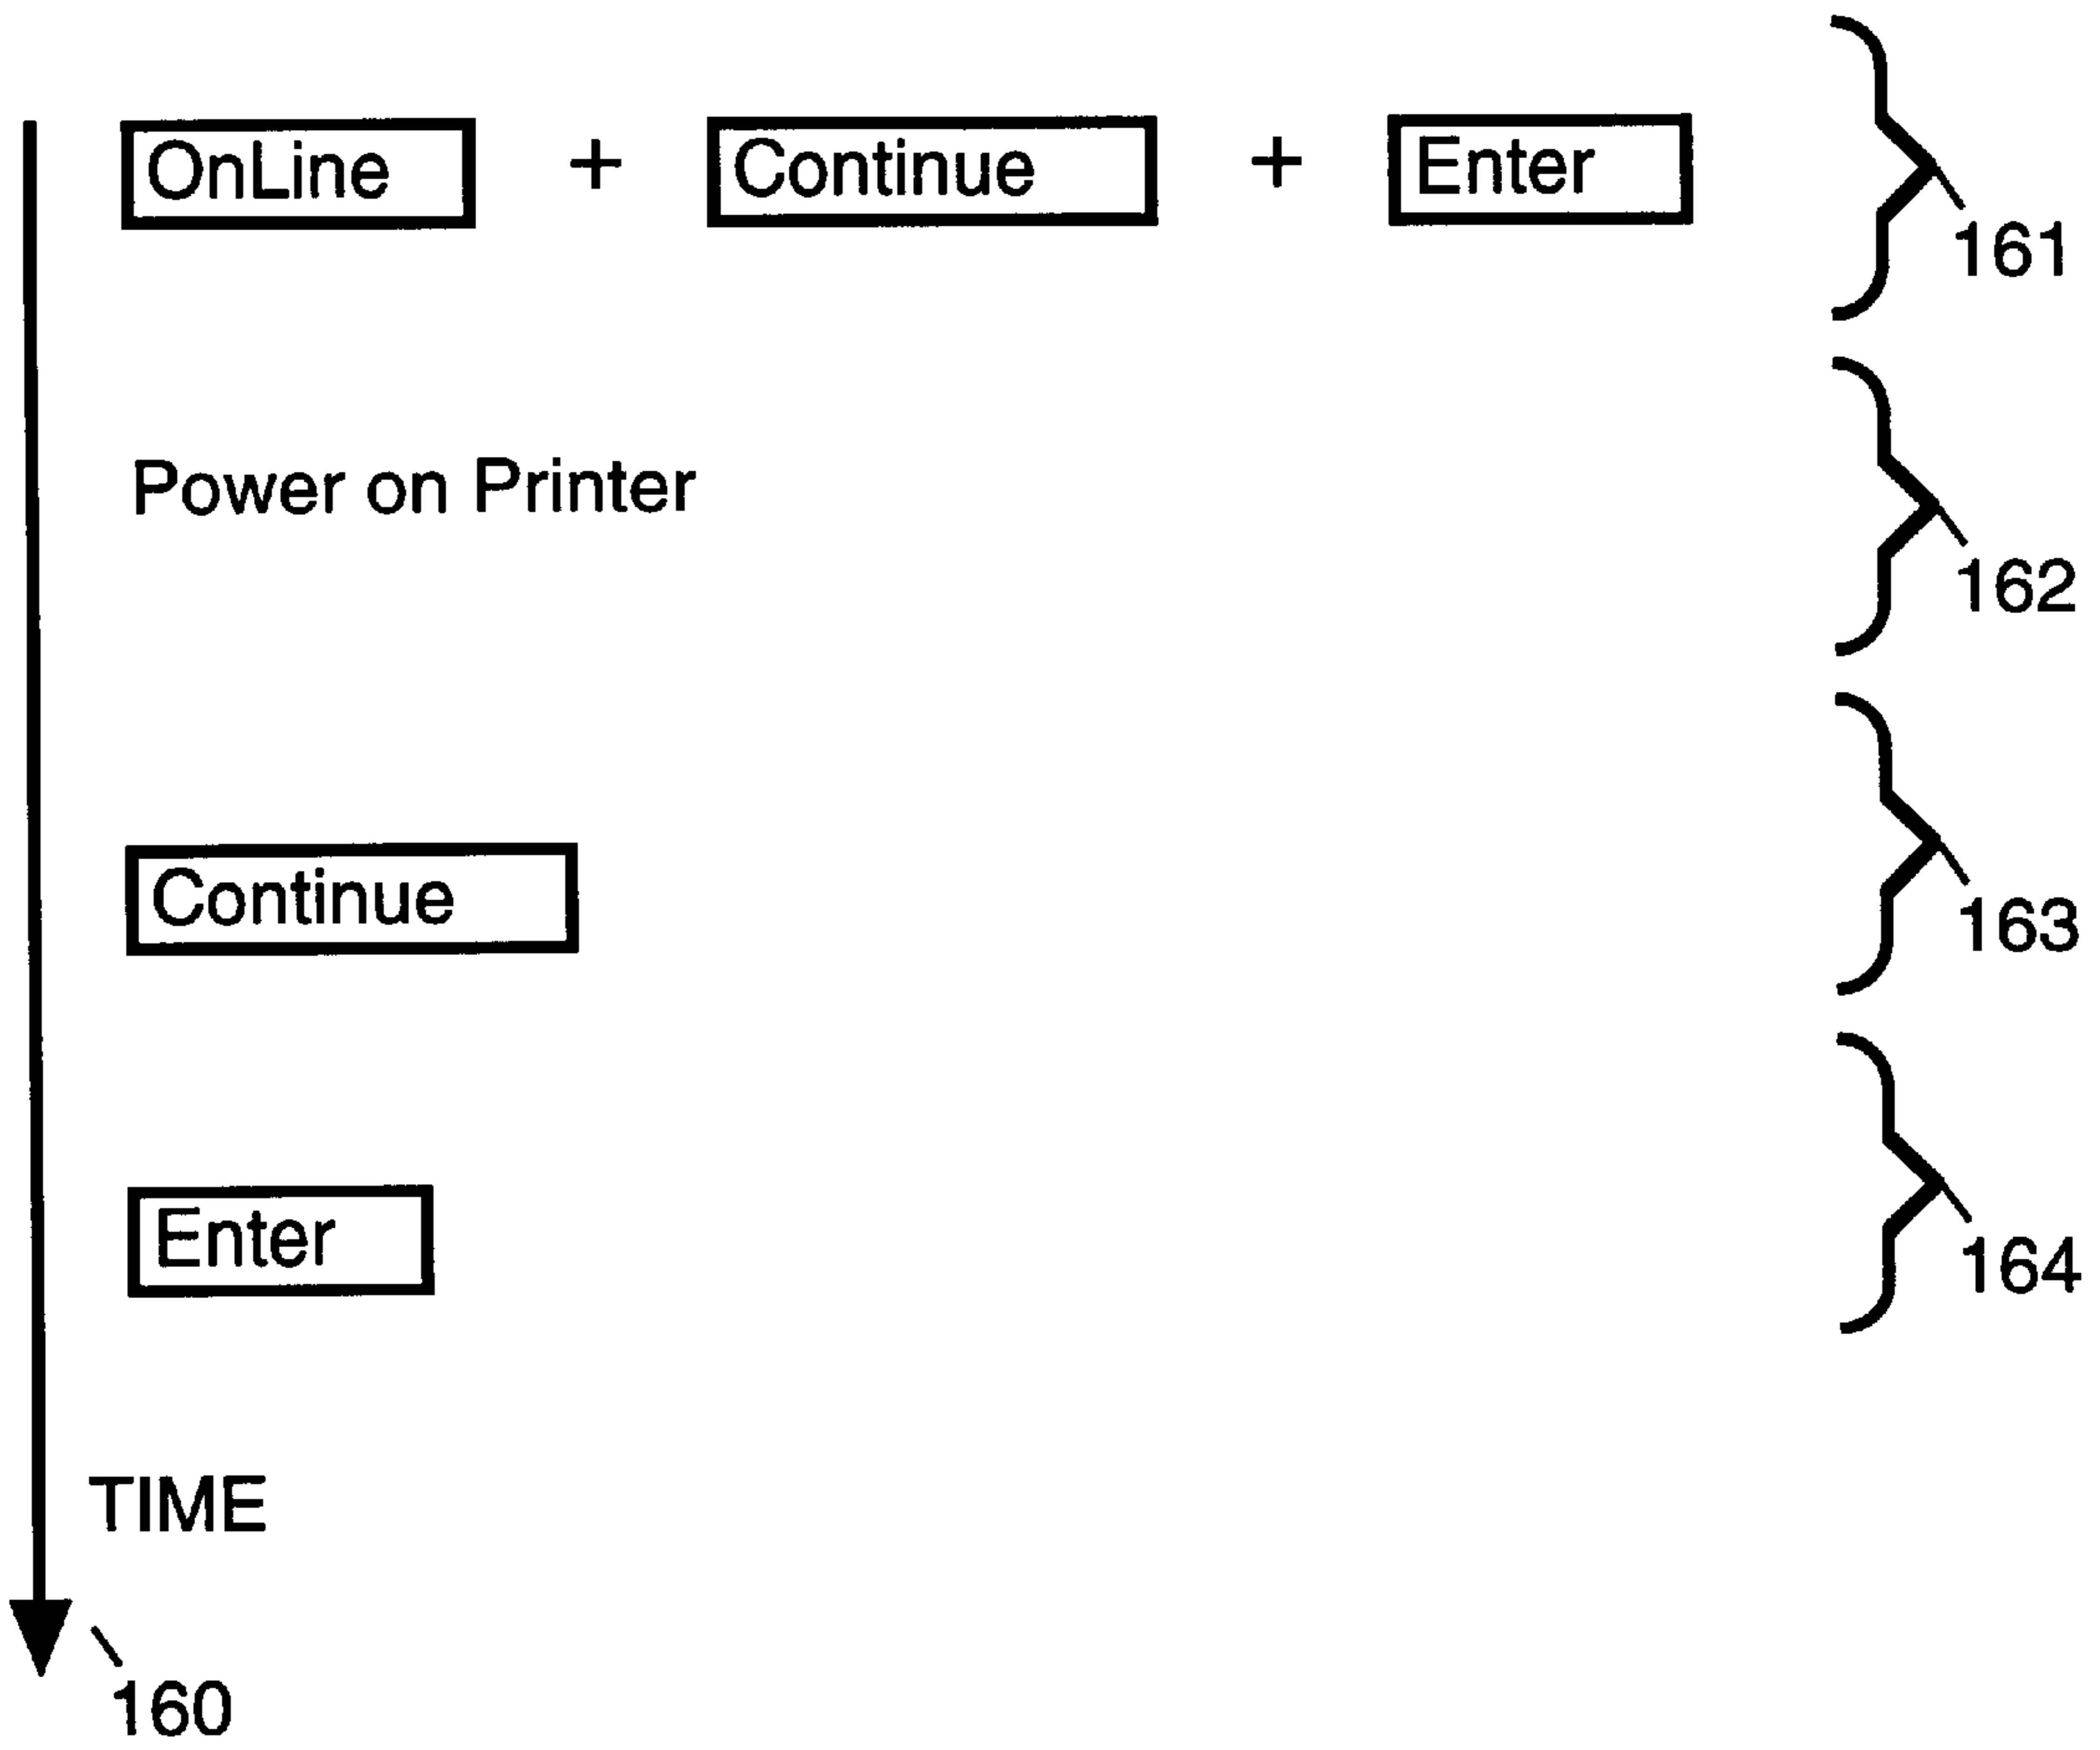 OnLine + Continue + Enter
161
Power on Printer
162
Continue
163
Enter
164
TIME
160